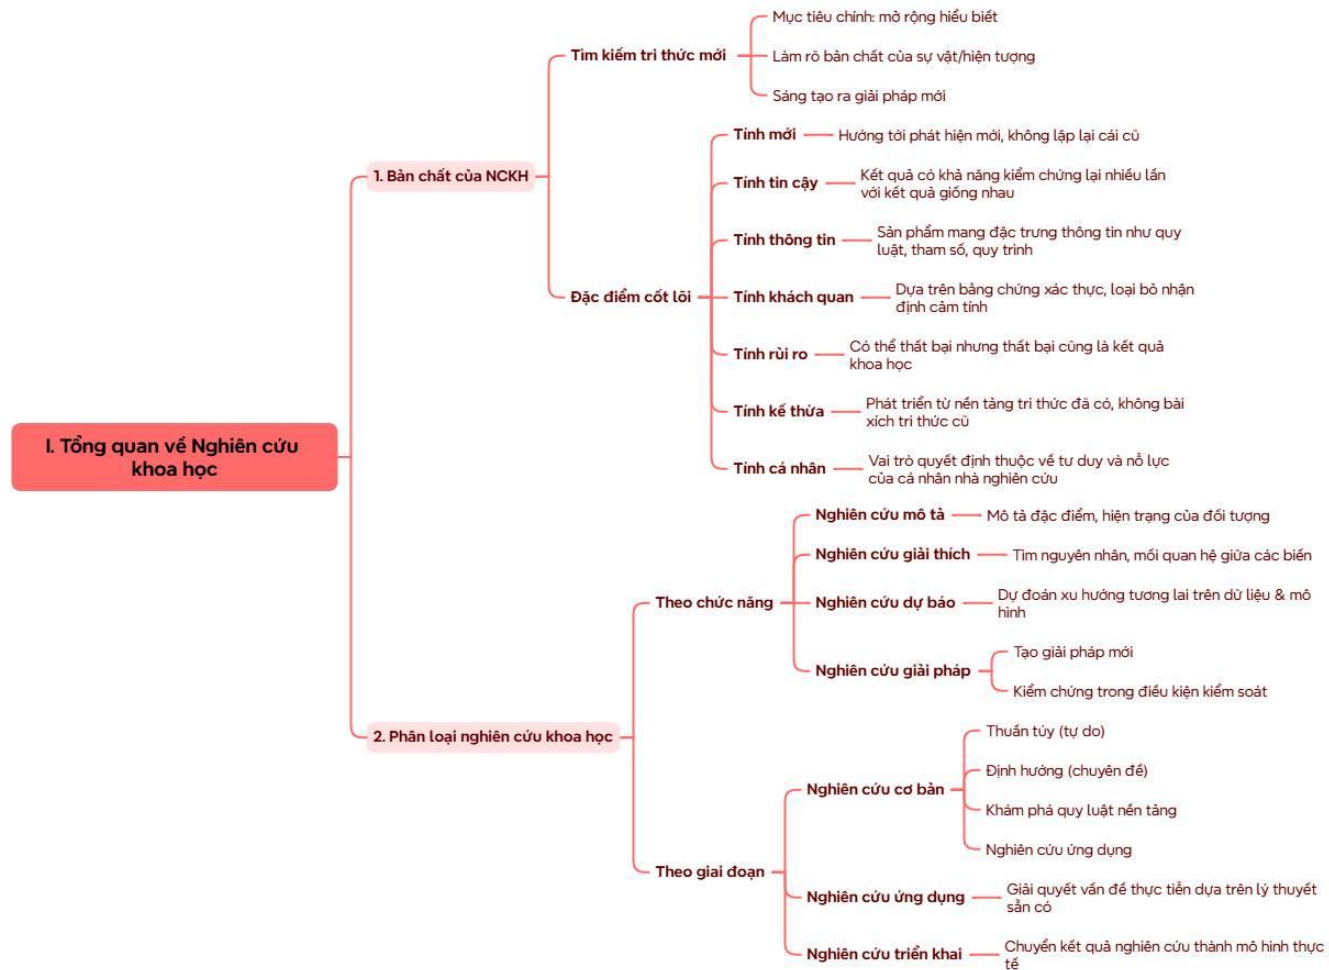 I. Tổng quan về Nghiên cứu
khoa học
1. Bản chất của NCKH
Tìm kiếm tri thức mới
Mục tiêu chính: mở rộng hiểu biết
Làm rõ bản chất của sự vật/hiện tượng
Sáng tạo ra giải pháp mới
Đặc điểm cốt lõi
Tính mới
Hướng tới phát hiện mới, không lặp lại cái cũ
Tính tin cậy
Kết quả có khả năng kiểm chứng lại nhiều lần
với kết quả giống nhau
Tính thông tin
Sản phẩm mang đặc trưng thông tin như quy
luật, tham số, quy trình
Tính khách quan
Dựa trên bằng chứng xác thực, loại bỏ nhận
định cảm tính
Tính rủi ro
Có thể thất bại nhưng thất bại cũng là kết quả
khoa học
Tính kế thừa
Phát triển từ nền tảng tri thức đã có, không bài
xích tri thức cũ
Tính cá nhân
Vai trò quyết định thuộc về tư duy và nỗ lực
của cá nhân nhà nghiên cứu
2. Phân loại nghiên cứu khoa học
Theo chức năng
Nghiên cứu mô tả
Mô tả đặc điểm, hiện trạng của đối tượng
Nghiên cứu giải thích
Tìm nguyên nhân, mối quan hệ giữa các biến
Nghiên cứu dự báo
Dự đoán xu hướng tương lai trên dữ liệu & mô
hình
Nghiên cứu giải pháp
Tạo giải pháp mới
Kiểm chứng trong điều kiện kiểm soát
Theo giai đoạn
Nghiên cứu cơ bản
Thuần túy (tự do)
Định hướng (chuyên đề)
Khám phá quy luật nền tảng
Nghiên cứu ứng dụng
Nghiên cứu ứng dụng
Giải quyết vấn đề thực tiễn dựa trên lý thuyết
sẵn có
Nghiên cứu triển khai
Chuyển kết quả nghiên cứu thành mô hình thực
tế